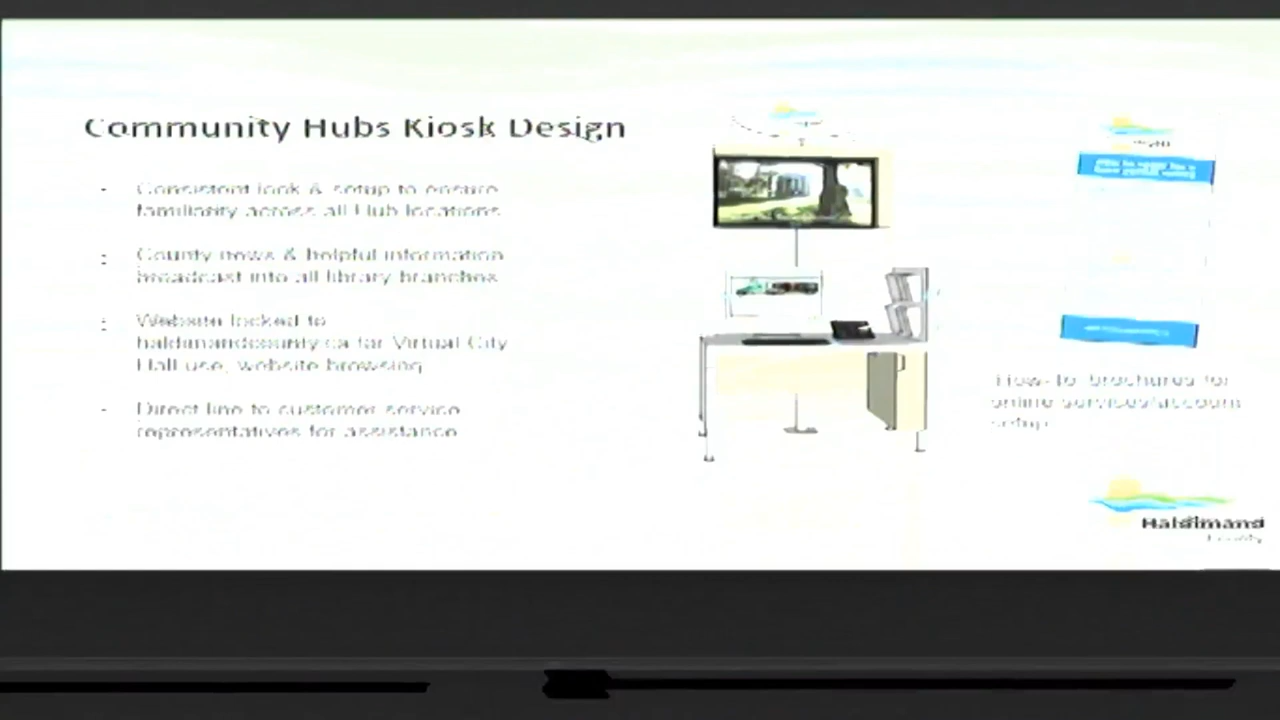 Community Hubs Kiosk Design
- Consistent look & setup to ensure
familiarity across all Hub locations
- County news & helpful information
broadcast into all library branches
- Website locked to
haldimandcounty.ca for Virtual City
Hall use, website browsing
- Direct line to customer service
representatives for assistance
How-to brochures for
online services/account
setup
Haldimand
County